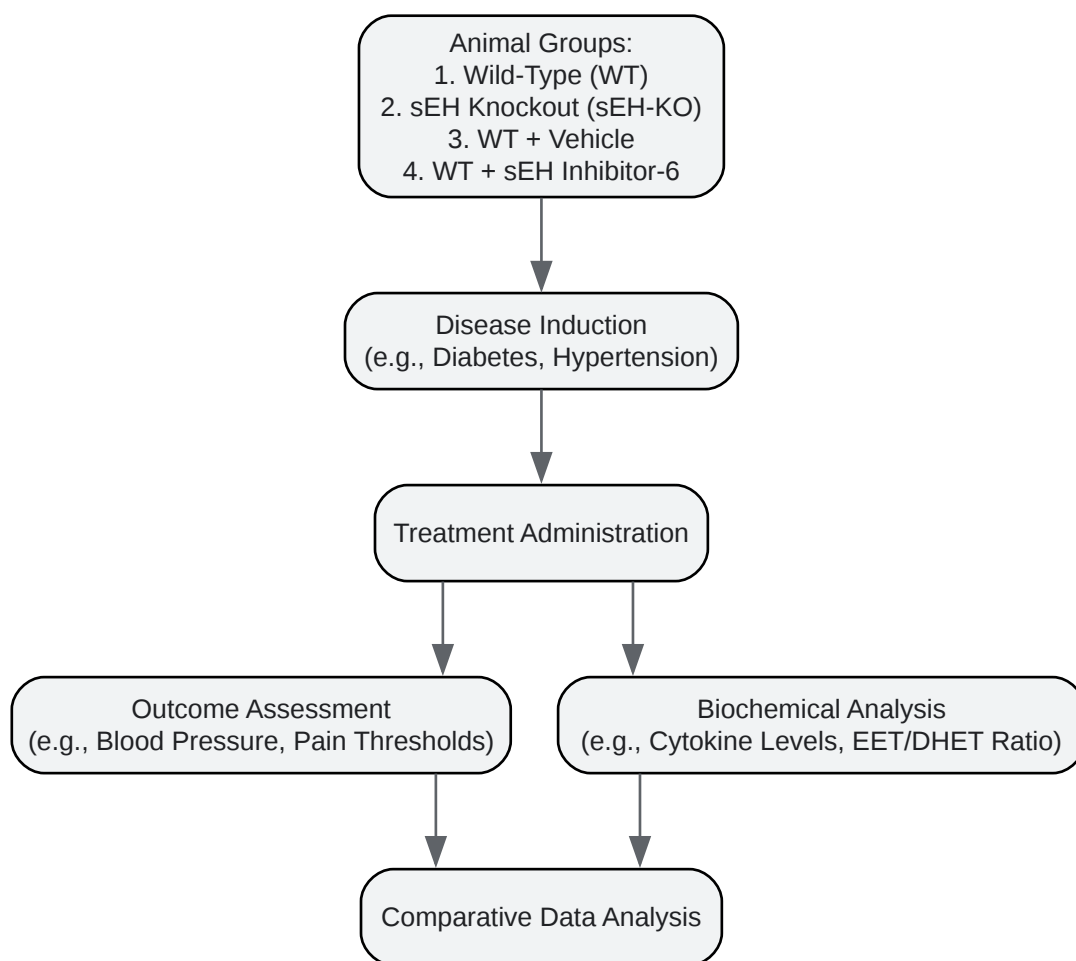 Animal Groups:
1. Wild-Type (WT)
2. sEH Knockout (sEH-KO)
3. WT + Vehicle
4. WT + sEH Inhibitor-6
Disease Induction
(e.g., Diabetes, Hypertension)
Treatment Administration
Outcome Assessment
(e.g., Blood Pressure, Pain Thresholds)
Biochemical Analysis
(e.g., Cytokine Levels, EET/DHET Ratio)
Comparative Data Analysis